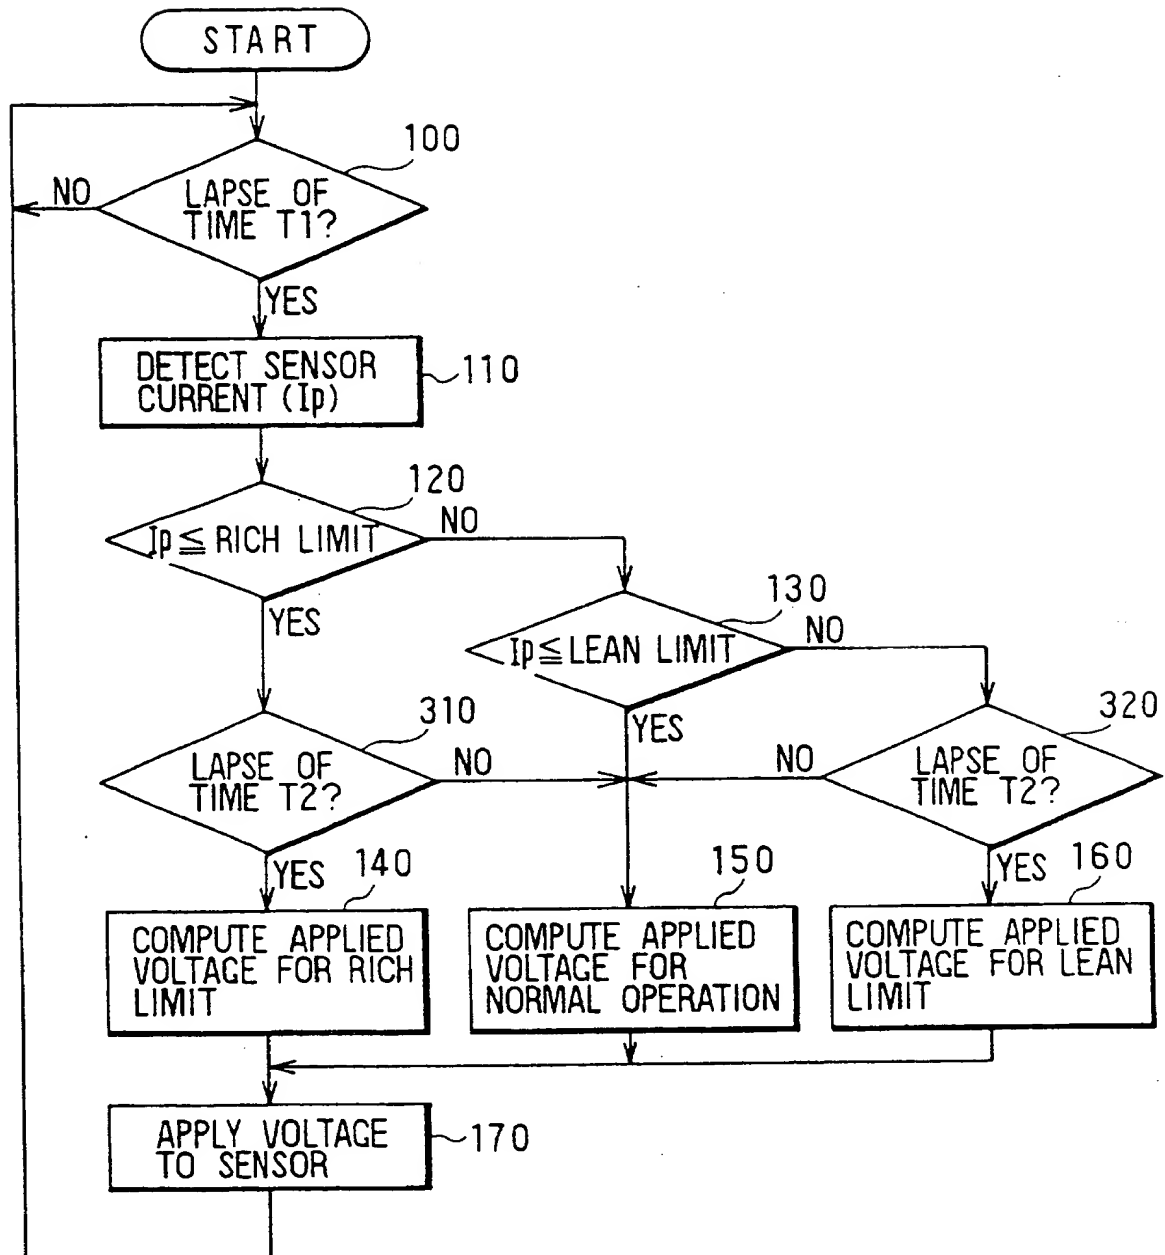 START
100
NO
LAPSE OF
TIME T1?
YES
DETECT SENSOR
CURRENT (Ip)
110
120
Ip ≦ RICH LIMIT
NO
YES
130
Ip ≦ LEAN LIMIT
NO
YES
310
LAPSE OF
TIME T2?
NO
YES
320
NO
LAPSE OF
TIME T2?
YES
140
COMPUTE APPLIED
VOLTAGE FOR RICH
LIMIT
150
COMPUTE APPLIED
VOLTAGE FOR
NORMAL OPERATION
160
COMPUTE APPLIED
VOLTAGE FOR LEAN
LIMIT
APPLY VOLTAGE
TO SENSOR
170